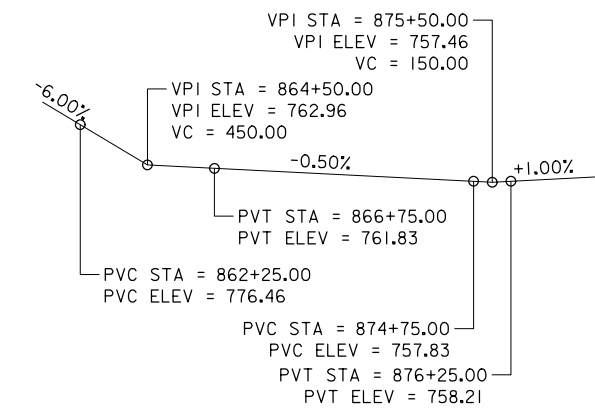 VPI STA = 875+50.00
VPI ELEV = 757.46
VC = 150.00
-6.00%
VPI STA = 864+50.00
VPI ELEV = 762.96
VC = 450.00
-0.50%
+1.00%
PVT STA = 866+75.00
PVT ELEV = 761.83
PVC STA = 862+25.00
PVC ELEV = 776.46
PVC STA = 874+75.00
PVC ELEV = 757.83
PVT STA = 876+25.00
PVT ELEV = 758.21